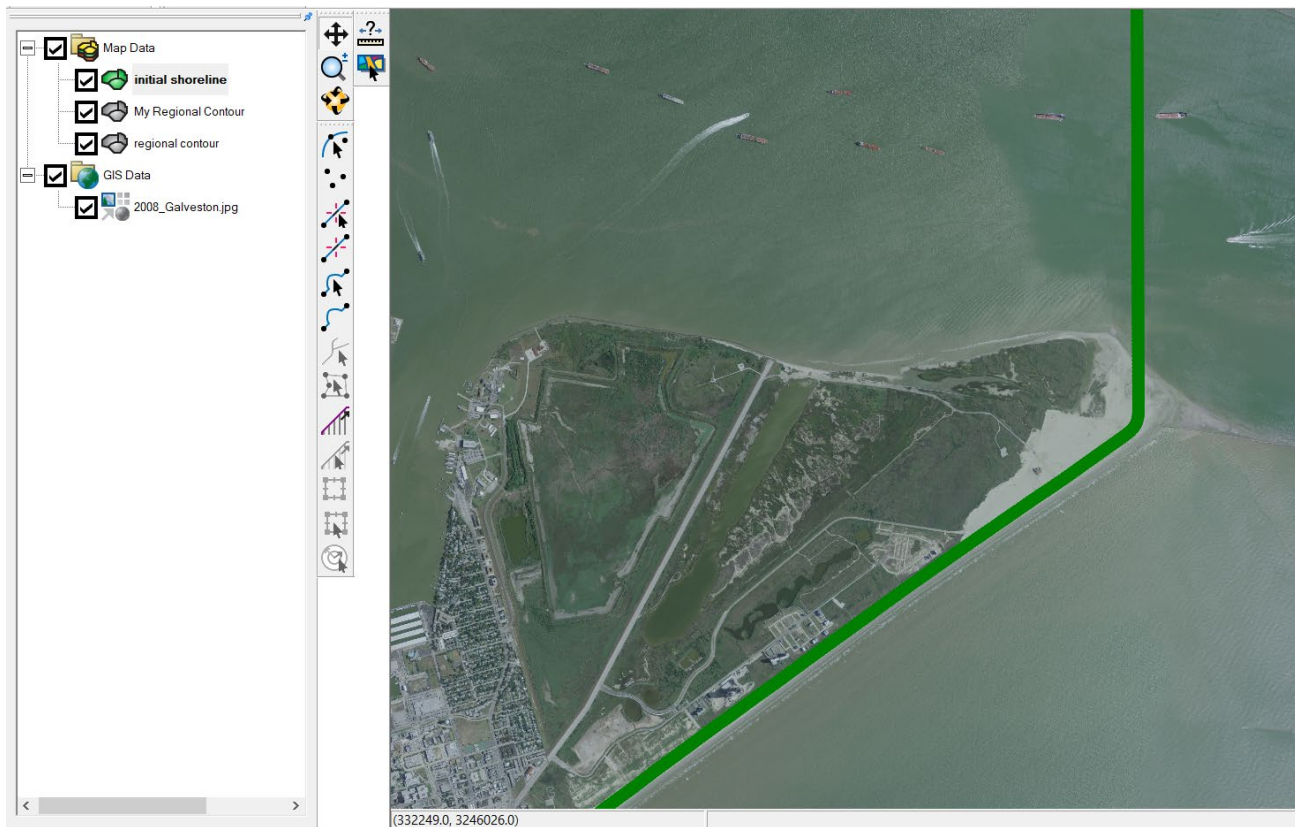 Map Data
initial shoreline
My Regional Contour
regional contour
GIS Data
2008_Galveston.jpg
(332249.0, 3246026.0)